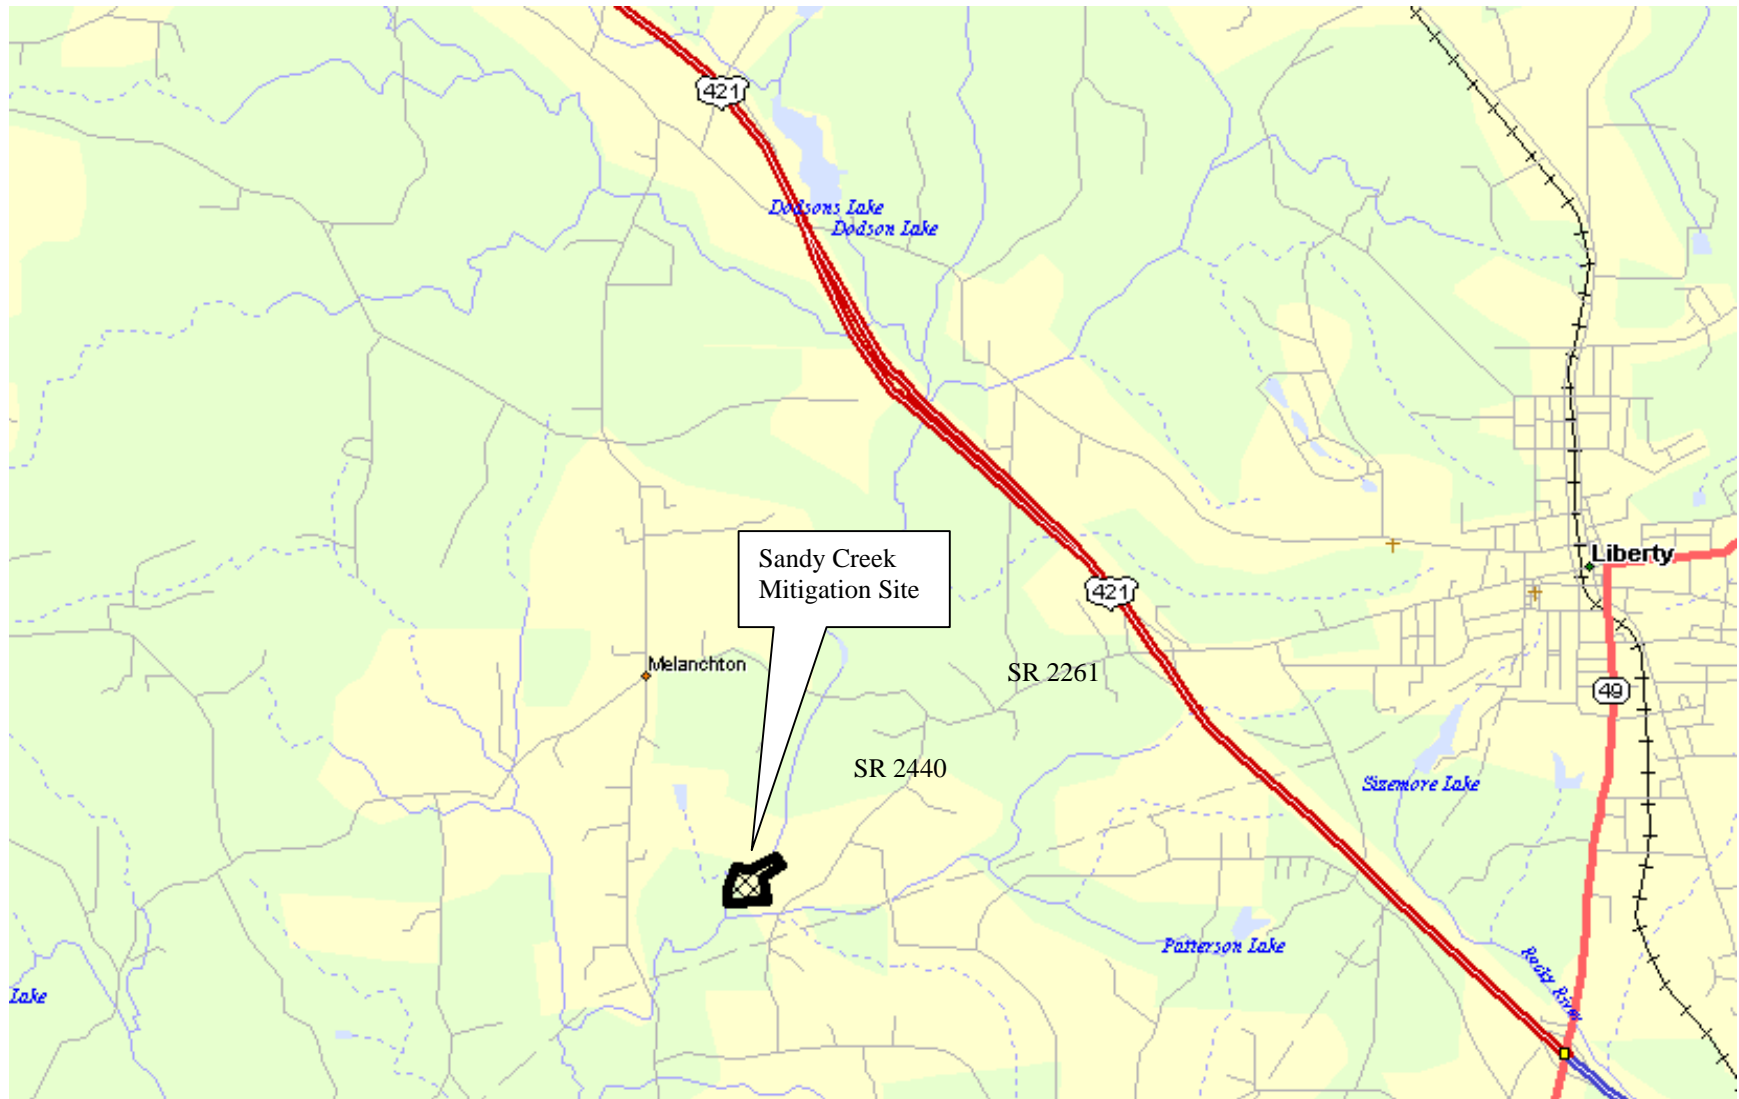 421
Dodsons Lake
Dodson Lake
Sandy Creek
Mitigation Site
Liberty
421
Melanchton
SR 2261
49
SR 2440
Sizemore Lake
Patterson Lake
Rocky River
Lake